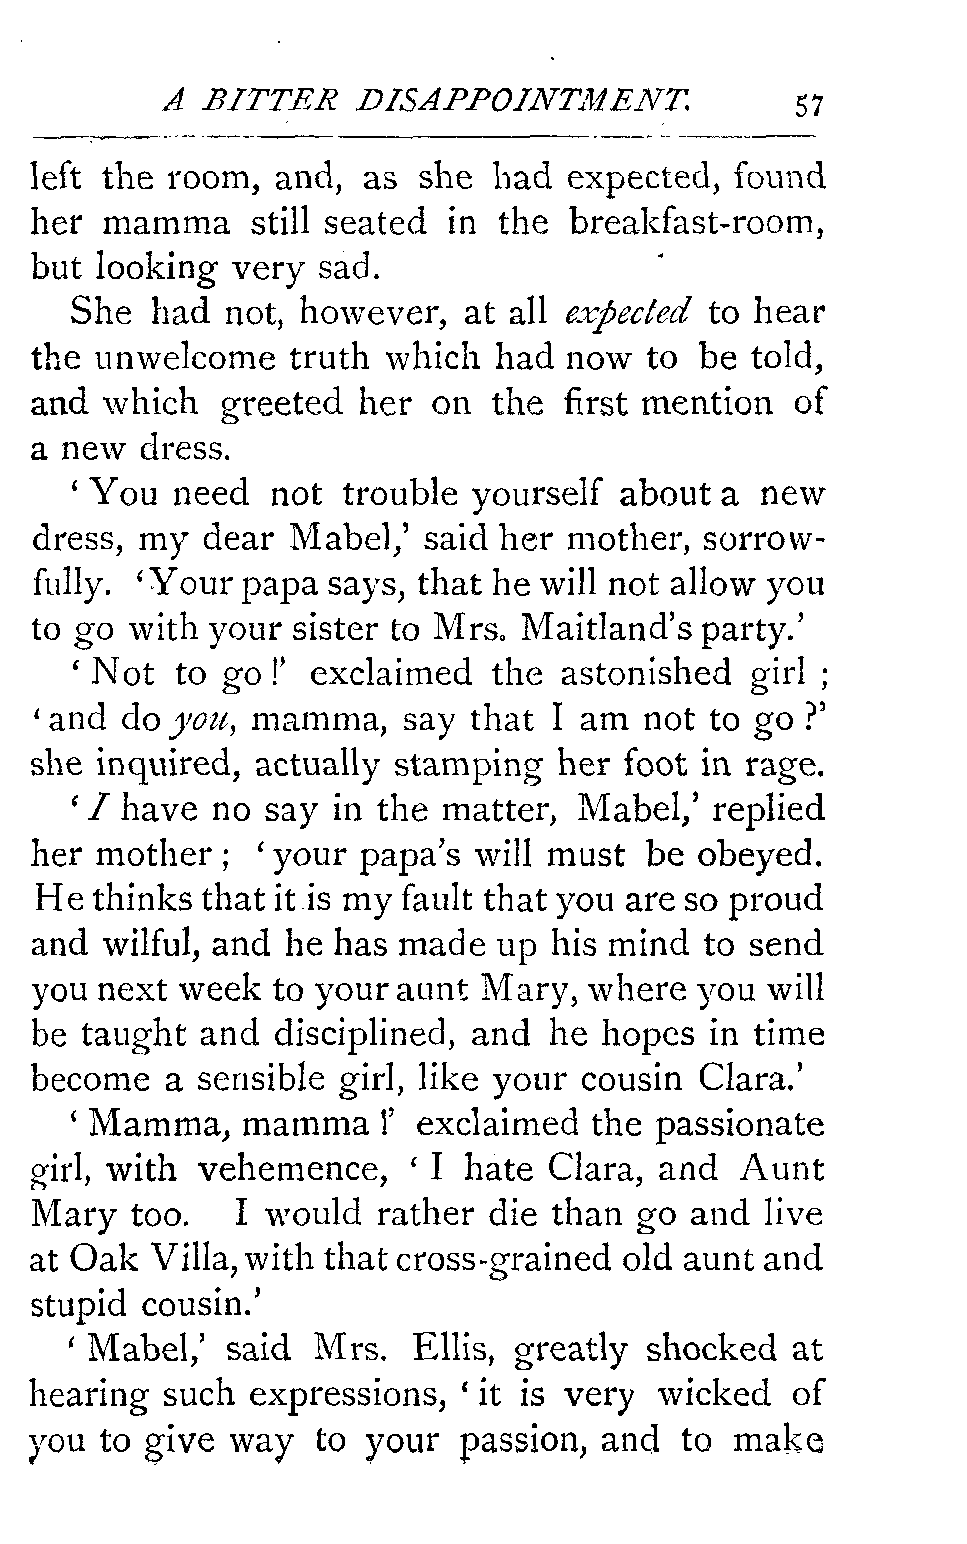 A BITTER DISAPPOINTMENT. 57
left the room, and, as she had expected, found
her mamma still seated in the breakfast-room,
but looking very sad.
She had not, however, at all expected to hear
the unwelcome truth which had now to be told,
and which greeted her on the first mention of
a new dress.
‘ You need not trouble yourself about a new
dress, my dear Mabel,’ said her mother, sorrow-
fully. ‘Your papa says, that he will not allow you
to go with your sister to Mrs. Maitland's party.’
‘ Not to go !’ exclaimed the astonished girl ;
‘ and do you, mamma, say that I am not to go ?’
she inquired, actually stamping her foot in rage.
‘ I have no say in the matter, Mabel,’ replied
her mother ; ‘ your papa's will must be obeyed.
He thinks that it is my fault that you are so proud
and wilful, and he has made up his mind to send
you next week to your aunt Mary, where you will
be taught and disciplined, and he hopes in time
become a sensible girl, like your cousin Clara.’
‘ Mamma, mamma !’ exclaimed the passionate
girl, with vehemence, ‘ I hate Clara, and Aunt
Mary too. I would rather die than go and live
at Oak Villa, with that cross-grained old aunt and
stupid cousin.’
‘ Mabel,’ said Mrs. Ellis, greatly shocked at
hearing such expressions, ‘ it is very wicked of
you to give way to your passion, and to make